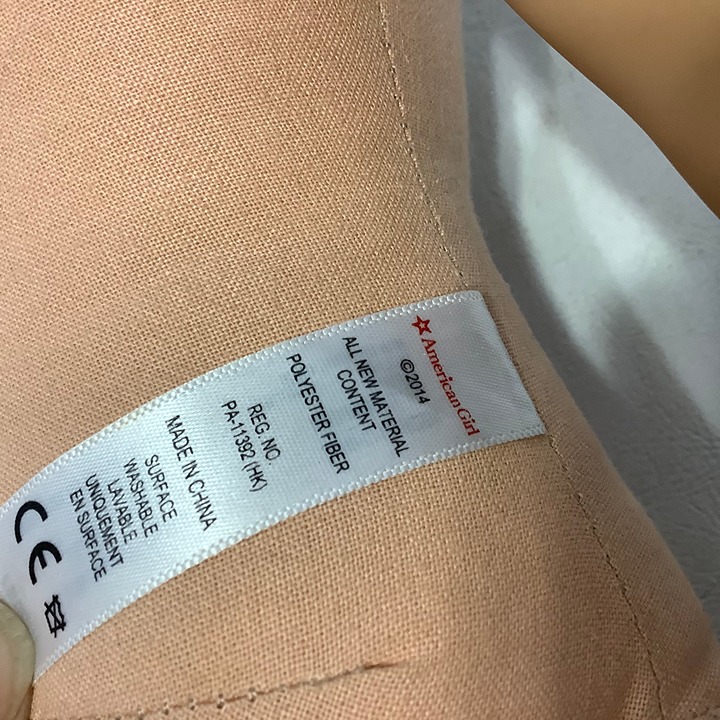 American Girl
©2014
ALL NEW MATERIAL
CONTENT
POLYESTER FIBER
REG. NO.
PA-11392 (HK)
MADE IN CHINA
SURFACE
WASHABLE
LAVABLE
UNIQUEMENT
EN SURFACE
CE